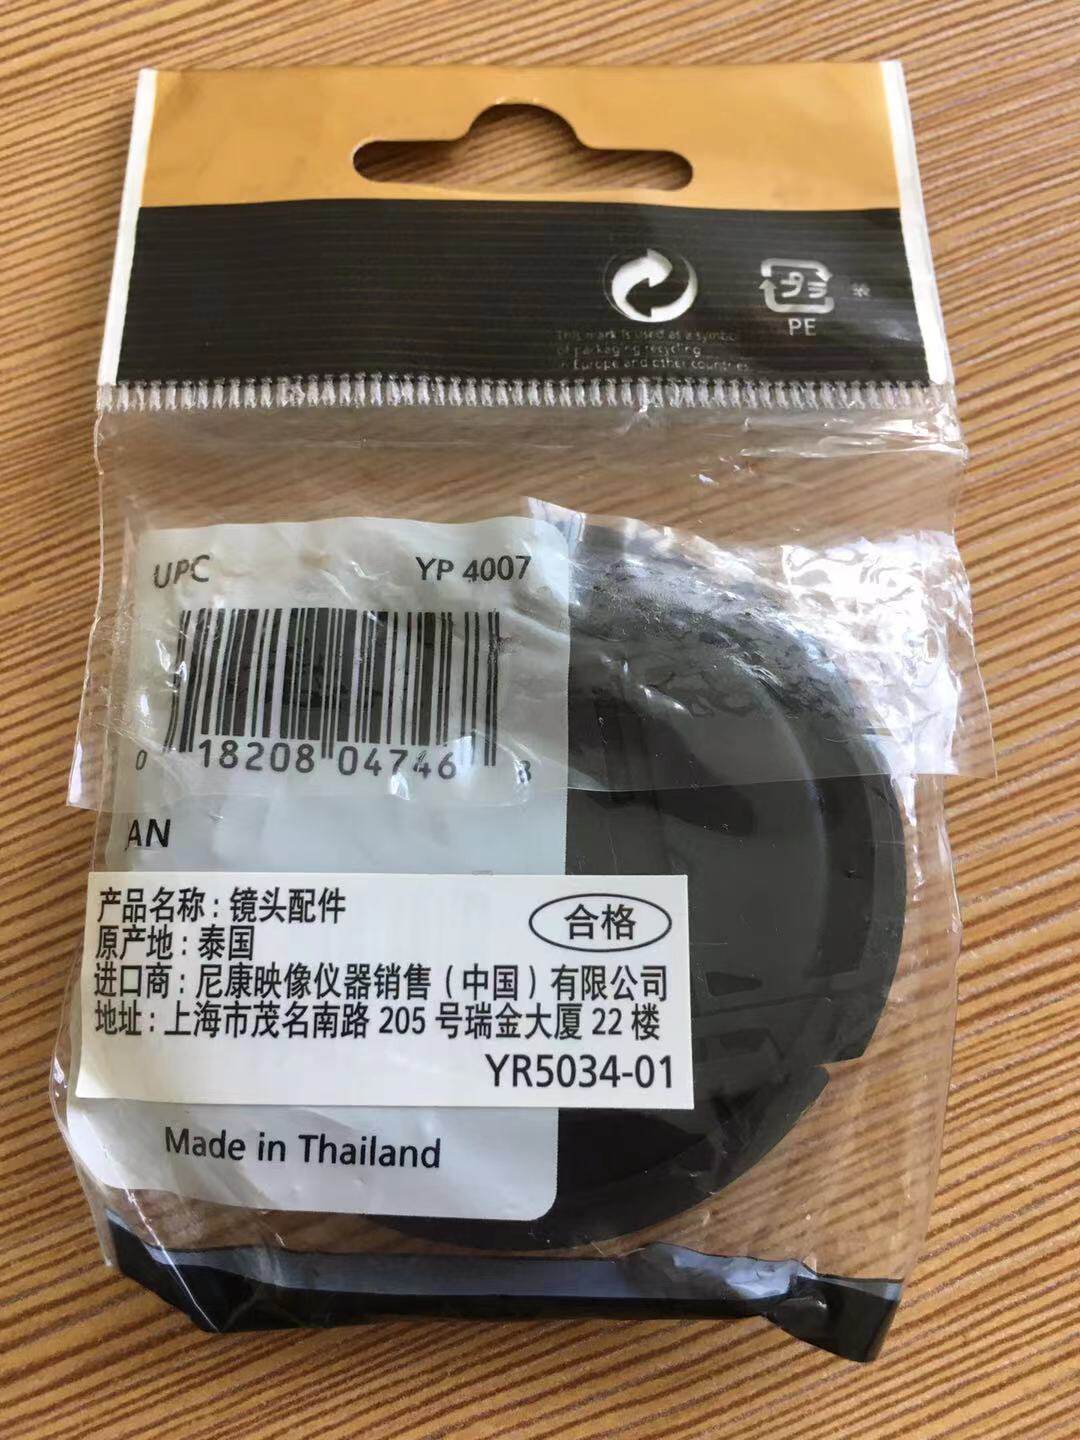 This mark is used as a symbol
of packaging recycling
in Europe and other countries.
プラ
PE
UPC
YP 4007
0 18208 04746 8
AN
产品名称：镜头配件
合格
原产地：泰国
进口商：尼康映像仪器销售（中国）有限公司
地址：上海市茂名南路 205 号瑞金大厦 22 楼
YR5034-01
Made in Thailand